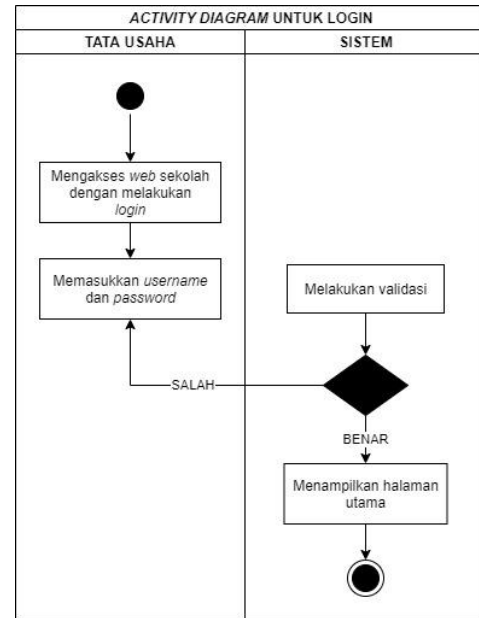 ACTIVITY DIAGRAM UNTUK LOGIN
TATA USAHA
SISTEM
Mengakses web sekolah
dengan melakukan
login
Memasukkan username
dan password
Melakukan validasi
SALAH
BENAR
Menampilkan halaman
utama